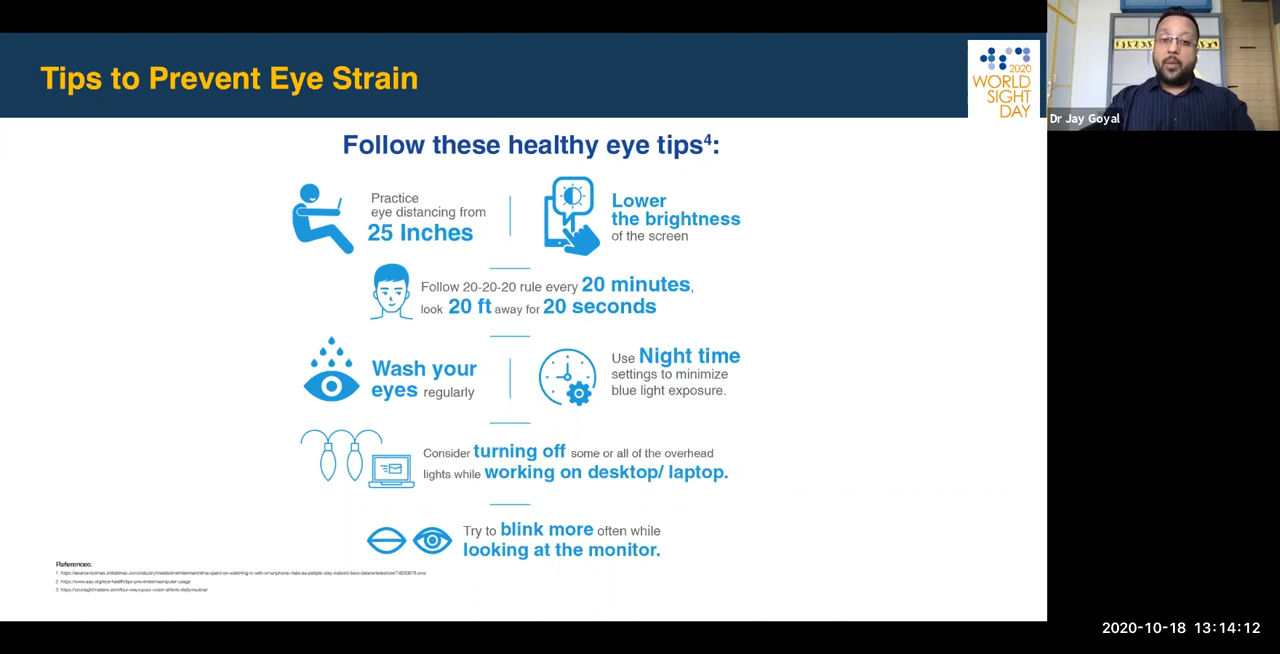 Tips to Prevent Eye Strain
2020
WORLD
SIGHT
DAY
Dr Jay Goyal
Follow these healthy eye tips4:
Practice
eye distancing from
25 Inches
Lower
the brightness
of the screen
Follow 20-20-20 rule every 20 minutes,
look 20 ft away for 20 seconds
Wash your
eyes regularly
Use Night time
settings to minimize
blue light exposure.
Consider turning off some or all of the overhead
lights while working on desktop/ laptop.
Try to blink more often while
looking at the monitor.
References:
2020-10-18 13:14:12